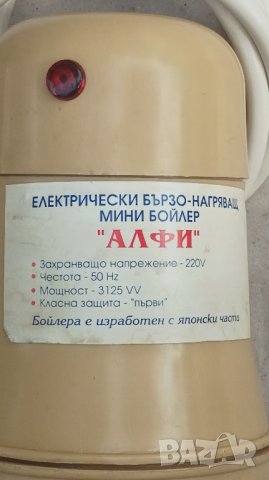 ЕЛЕКТРИЧЕСКИ БЪРЗО-НАГРЯВАЩ
МИНИ БОЙЛЕР
"АЛФИ"
• Захранващо напрежение - 220V
• Честота - 50 Hz
• Мощност - 3125 VV
• Класна защита - "първи"
Бойлера е изработен с японски части
BAZAR